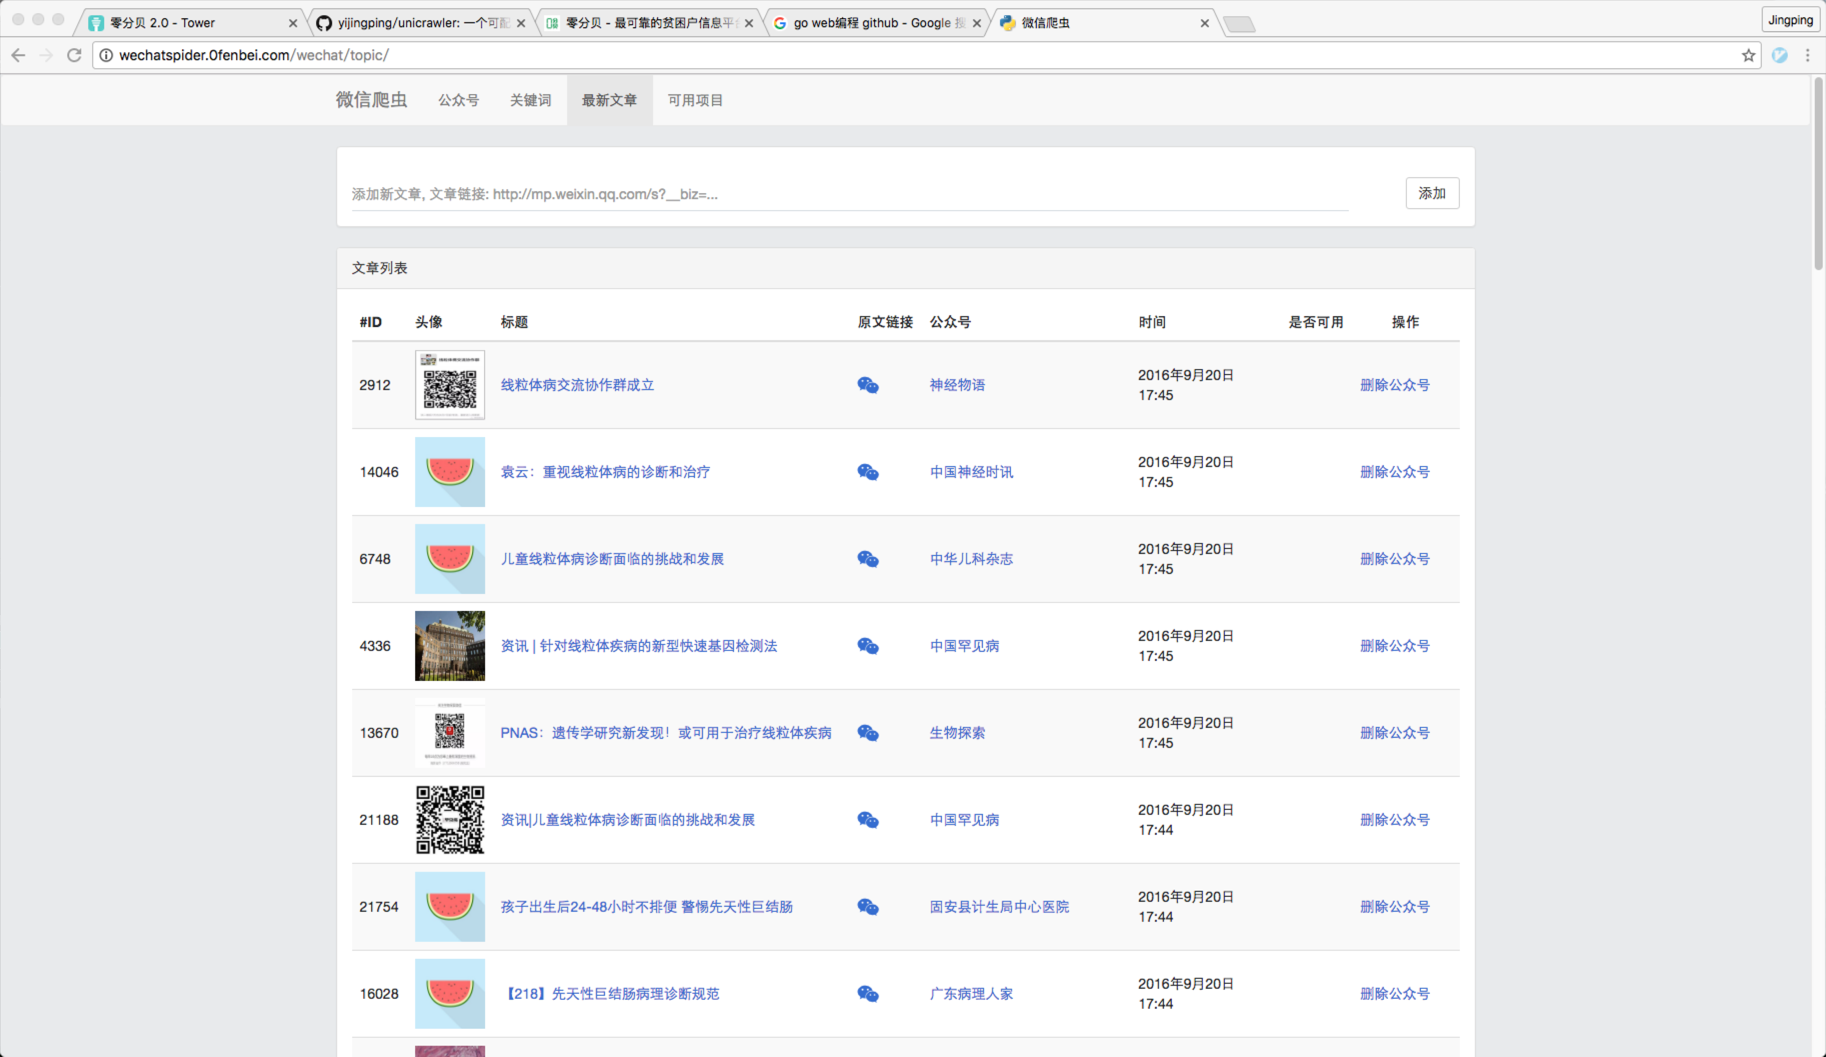 零分贝 2.0 - Tower
yijingping/unicrawler: 一个可配
零分贝 - 最可靠的贫困户信息平台
go web编程 github - Google 搜
微信爬虫
Jingping
wechatspider.0fenbei.com/wechat/topic/
微信爬虫 公众号 关键词 最新文章 可用项目
添加新文章, 文章链接: http://mp.weixin.qq.com/s?__biz=...
添加
文章列表
#ID 头像 标题 原文链接 公众号 时间 是否可用 操作
2912 线粒体病交流协作群成立 神经物语 2016年9月20日 17:45 删除公众号
14046 袁云：重视线粒体病的诊断和治疗 中国神经时讯 2016年9月20日 17:45 删除公众号
6748 儿童线粒体病诊断面临的挑战和发展 中华儿科杂志 2016年9月20日 17:45 删除公众号
4336 资讯 | 针对线粒体疾病的新型快速基因检测法 中国罕见病 2016年9月20日 17:45 删除公众号
13670 PNAS：遗传学研究新发现！或可用于治疗线粒体疾病 生物探索 2016年9月20日 17:45 删除公众号
21188 资讯|儿童线粒体病诊断面临的挑战和发展 中国罕见病 2016年9月20日 17:44 删除公众号
21754 孩子出生后24-48小时不排便 警惕先天性巨结肠 固安县计生局中心医院 2016年9月20日 17:44 删除公众号
16028 【218】先天性巨结肠病理诊断规范 广东病理人家 2016年9月20日 17:44 删除公众号